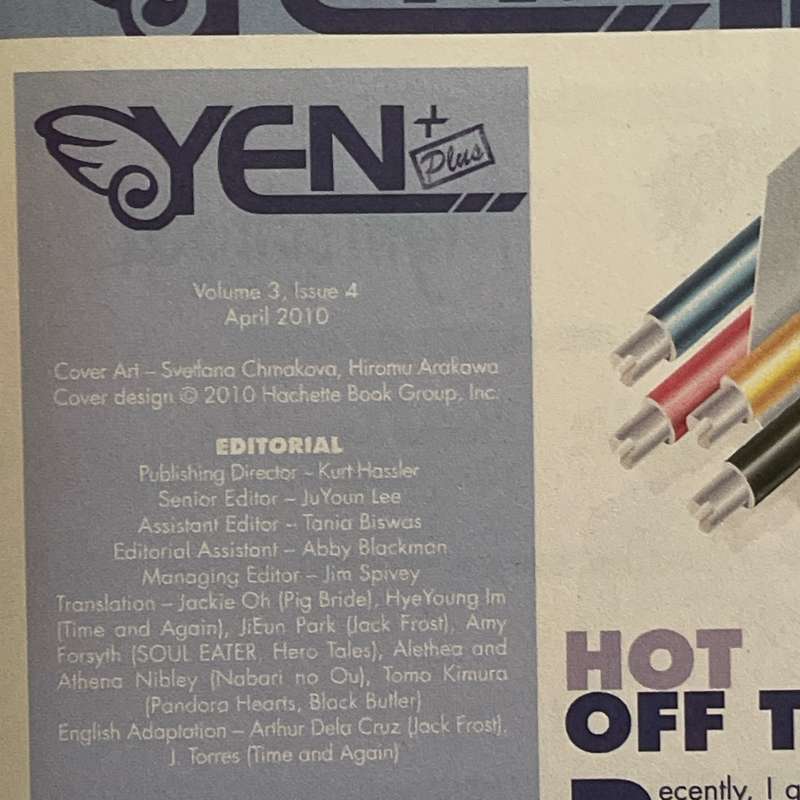 YEN+
Plus
Volume 3, Issue 4
April 2010
Cover Art – Svetlana Chmakova, Hiromu Arakawa
Cover design © 2010 Hachette Book Group, Inc.
EDITORIAL
Publishing Director – Kurt Hassler
Senior Editor – JuYoun Lee
Assistant Editor – Tania Biswas
Editorial Assistant – Abby Blackman
Managing Editor – Jim Spivey
Translation – Jackie Oh (Pig Bride), HyeYoung Im
(Time and Again), JiEun Park (Jack Frost), Amy
Forsyth (SOUL EATER, Hero Tales), Alethea and
Athena Nibley (Nabari no Ou), Tomo Kimura
(Pandora Hearts, Black Butler)
English Adaptation – Arthur Dela Cruz (Jack Frost),
J. Torres (Time and Again)
HOT
OFF T
Recently, I